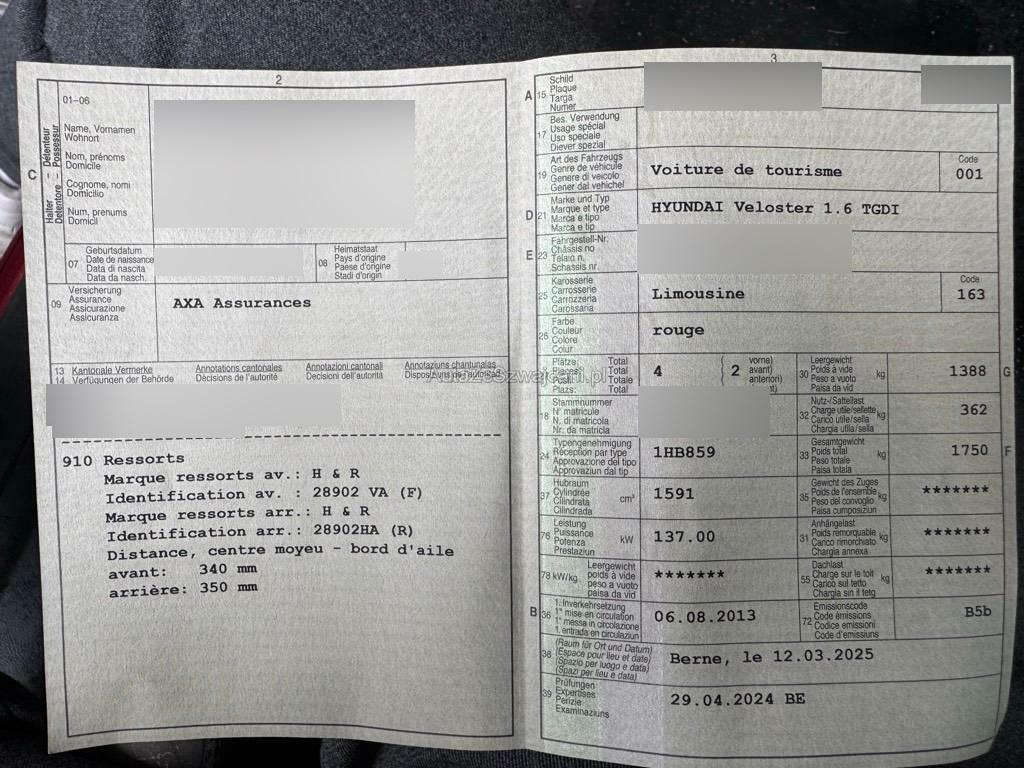 2
01-06
Name, Vornamen
Wohnort
Nom, prénoms
Domicile
Cognome, nomi
Domicilio
Num, prenums
Domicil
C
Halter – Détenteur
Detentore – Possessur
07
Geburtsdatum
Date de naissance
Data di nascita
Data da nasch.
08
Heimatstaat
Pays d'origine
Paese d'origine
Stadi d'origin
09
Versicherung
Assurance
Assicurazione
Assicuranza
AXA Assurances
13 Kantonale Vermerke
14 Verfügungen der Behörde
Annotations cantonales
Décisions de l'autorité
Annotazioni cantonali
Decisioni dell'autorità
Annotaziuns chantunalas
910 Ressorts
Marque ressorts av.: H & R
Identification av. : 28902 VA (F)
Marque ressorts arr.: H & R
Identification arr.: 28902HA (R)
Distance, centre moyeu - bord d'aile
avant: 340 mm
arrière: 350 mm
3
A 15
Schild
Plaque
Targa
Numer
17
Bes. Verwendung
Usage spécial
Uso speciale
Diever spezial
19
Art des Fahrzeugs
Genre de véhicule
Genere di veicolo
Gener dal vehichel
Voiture de tourisme
Code
001
D 21
Marke und Typ
Marque et type
Marca e tipo
Marca e tip
HYUNDAI Veloster 1.6 TGDI
E 23
Fahrgestell-Nr.
Châssis no
Telaio n.
Schassis nr.
25
Karosserie
Carrosserie
Carrozzeria
Carossaria
Limousine
Code
163
26
Farbe
Couleur
Colore
Colur
rouge
Plätze: Total
Places: Total
Posti: Totale
Plazs: Total
4
( 2 vorne)
avant)
anteriori)
30
Leergewicht
Poids à vide
Peso a vuoto
Paisa da vid
kg
1388
G
18
Stammnummer
N° matricule
N. di matricola
Nr. da matricla
32
Nutz-/Sattellast
Charge utile/sellette
Carico utile/sella
Chargia utila/sella
kg
362
24
Typengenehmigung
Réception par type
Approvazione del tipo
Approvaziun dal tip
1HB859
33
Gesamtgewicht
Poids total
Peso totale
Paisa totala
kg
1750
F
37
Hubraum
Cylindrée
Cilindrata
Cilindrada
cm³
1591
35
Gewicht des Zuges
Poids de l'ensemble
Peso del convoglio
Paisa cumposiziun
kg
*******
76
Leistung
Puissance
Potenza
Prestaziun
kW
137.00
31
Anhängelast
Poids remorquable
Carico rimorchiato
Chargia annexa
kg
*******
78 kW/kg
Leergewicht
poids à vide
peso a vuoto
paisa da vid
*******
55
Dachlast
Charge sur le toit
Carico sul tetto
Chargia sin il tetg
kg
*******
B 36
1. Inverkehrsetzung
1re mise en circulation
1a messa in circolazione
1. entrada en circulaziun
06.08.2013
72
Emissionscode
Code émissions
Codice emissioni
Code d'emissiuns
B5b
38
(Raum für Ort und Datum)
(Espace pour lieu et date)
(Spazio per luogo e data)
(Spazi per lieu e data)
Berne, le 12.03.2025
39
Prüfungen
Expertises
Perizie
Examinaziuns
29.04.2024 BE